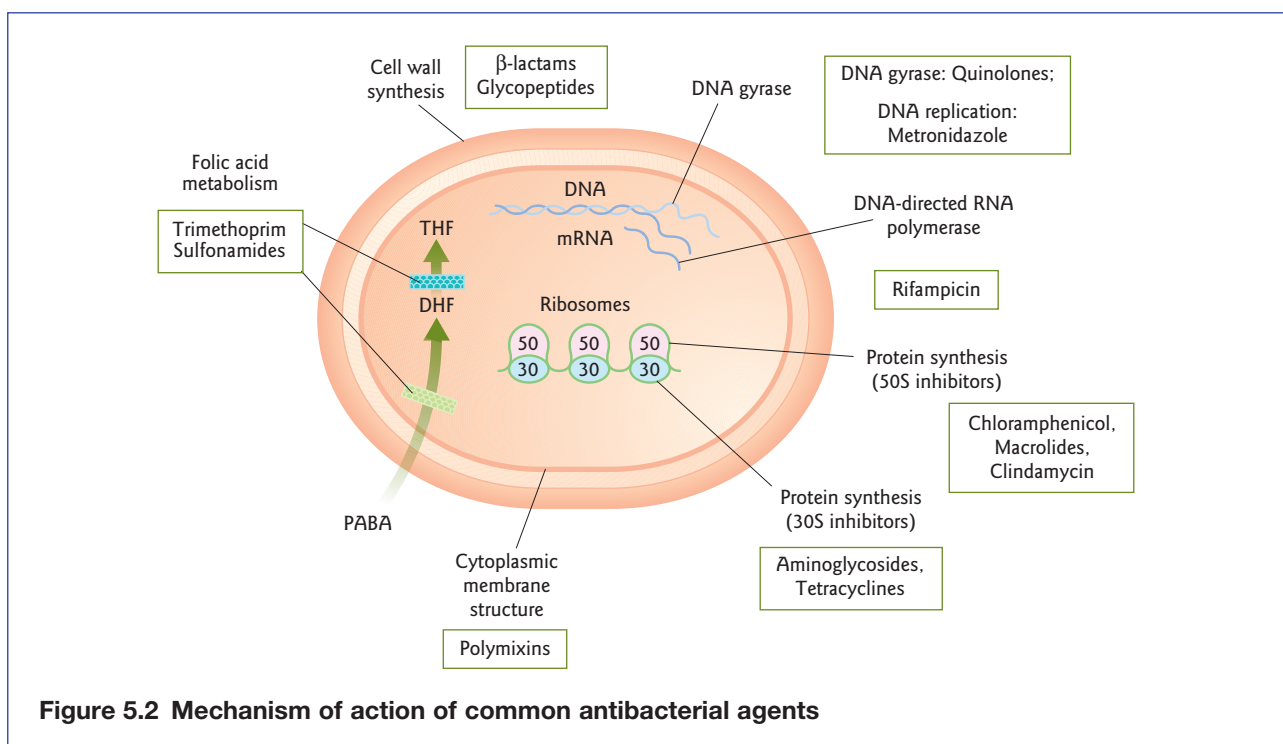 Cell wall
synthesis
β-lactams
Glycopeptides
DNA gyrase
DNA gyrase: Quinolones;
DNA replication:
Metronidazole
Folic acid
metabolism
Trimethoprim
Sulfonamides
THF
DHF
PABA
DNA
mRNA
DNA-directed RNA
polymerase
Rifampicin
Ribosomes
50 50 50
30 30 30
Protein synthesis
(50S inhibitors)
Chloramphenicol,
Macrolides,
Clindamycin
Protein synthesis
(30S inhibitors)
Aminoglycosides,
Tetracyclines
Cytoplasmic
membrane
structure
Polymixins
Figure 5.2 Mechanism of action of common antibacterial agents